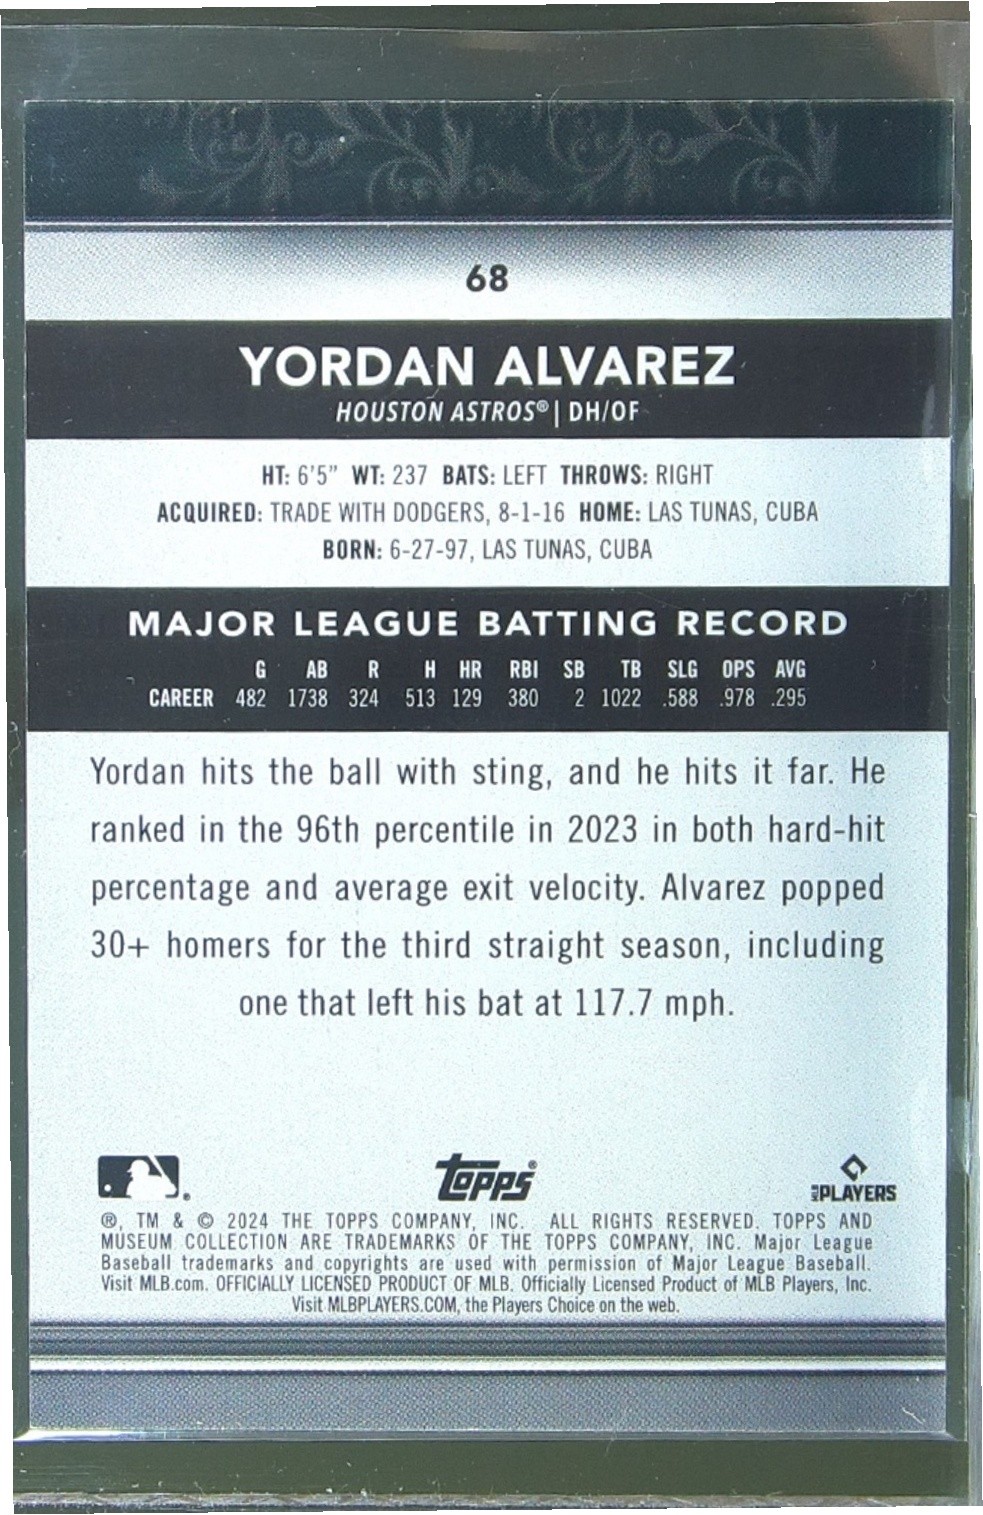 68
YORDAN ALVAREZ
HOUSTON ASTROS® | DH/OF
HT: 6'5" WT: 237 BATS: LEFT THROWS: RIGHT
ACQUIRED: TRADE WITH DODGERS, 8-1-16 HOME: LAS TUNAS, CUBA
BORN: 6-27-97, LAS TUNAS, CUBA
MAJOR LEAGUE BATTING RECORD
G AB R H HR RBI SB TB SLG OPS AVG
CAREER 482 1738 324 513 129 380 2 1022 .588 .978 .295
Yordan hits the ball with sting, and he hits it far. He
ranked in the 96th percentile in 2023 in both hard-hit
percentage and average exit velocity. Alvarez popped
30+ homers for the third straight season, including
one that left his bat at 117.7 mph.
Topps® MLB PLAYERS
®, TM & © 2024 THE TOPPS COMPANY, INC. ALL RIGHTS RESERVED. TOPPS AND
MUSEUM COLLECTION ARE TRADEMARKS OF THE TOPPS COMPANY, INC. Major League
Baseball trademarks and copyrights are used with permission of Major League Baseball.
Visit MLB.com. OFFICIALLY LICENSED PRODUCT OF MLB. Officially Licensed Product of MLB Players, Inc.
Visit MLBPLAYERS.COM, the Players Choice on the web.